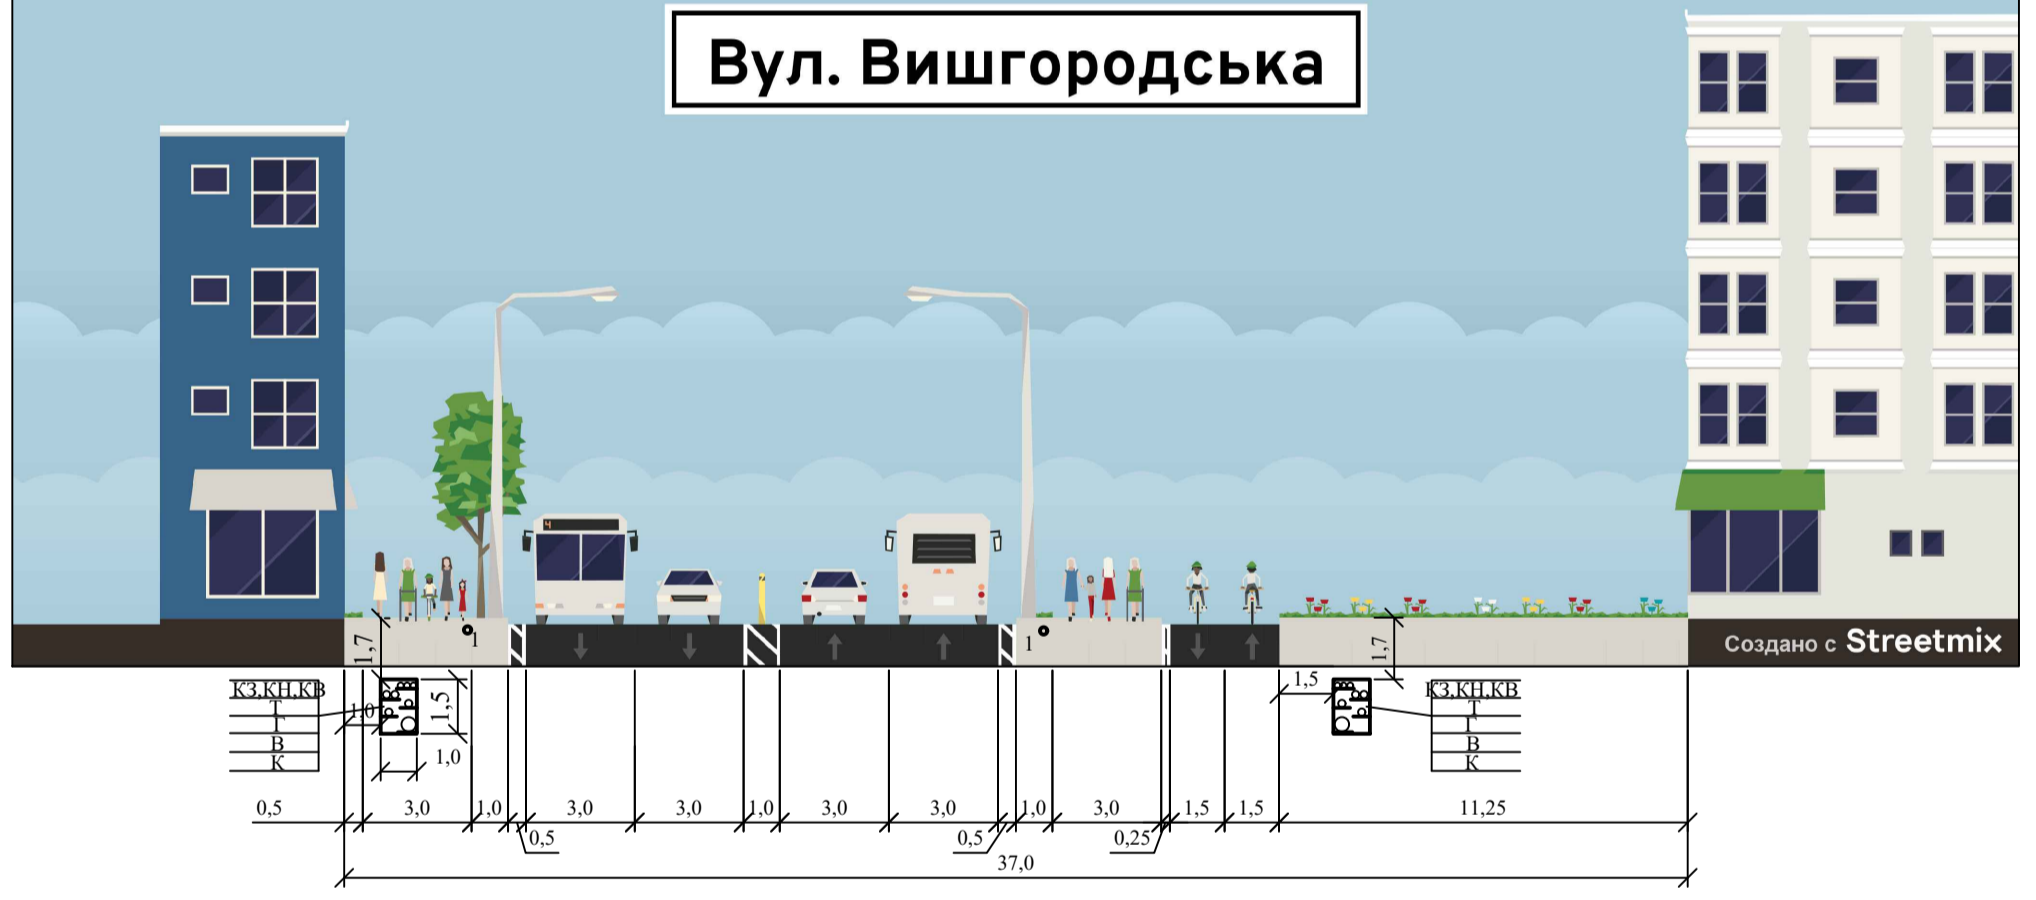 Вул. Вишгородська
4
1
1
Создано с Streetmix
1,7
1,7
КЗ,КН,КВ
Т
Г
В
К
1,0
1,5
1,0
1,5
КЗ,КН,КВ
Т
Г
В
К
0,5 3,0 1,0 3,0 3,0 1,0 3,0 3,0 1,0 3,0 1,5 1,5 11,25
0,5 0,5 0,25
37,0